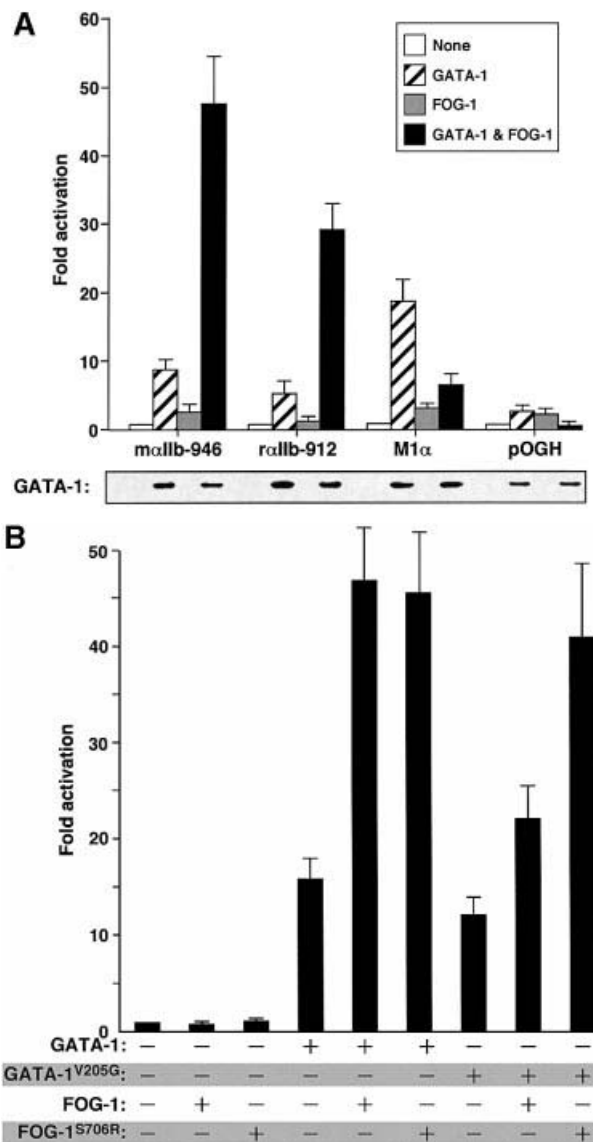 A
60
50
40
30
20
10
0
Fold activation
None
GATA-1
FOG-1
GATA-1 & FOG-1
mαIIb-946 rαIIb-912 M1α pOGH
GATA-1:
B
50
40
30
20
10
0
Fold activation
GATA-1: – – – + + + – – –
GATA-1V205G: – – – – – – + + +
FOG-1: – + – – + – – + –
FOG-1S706R: – – + – – + – – +